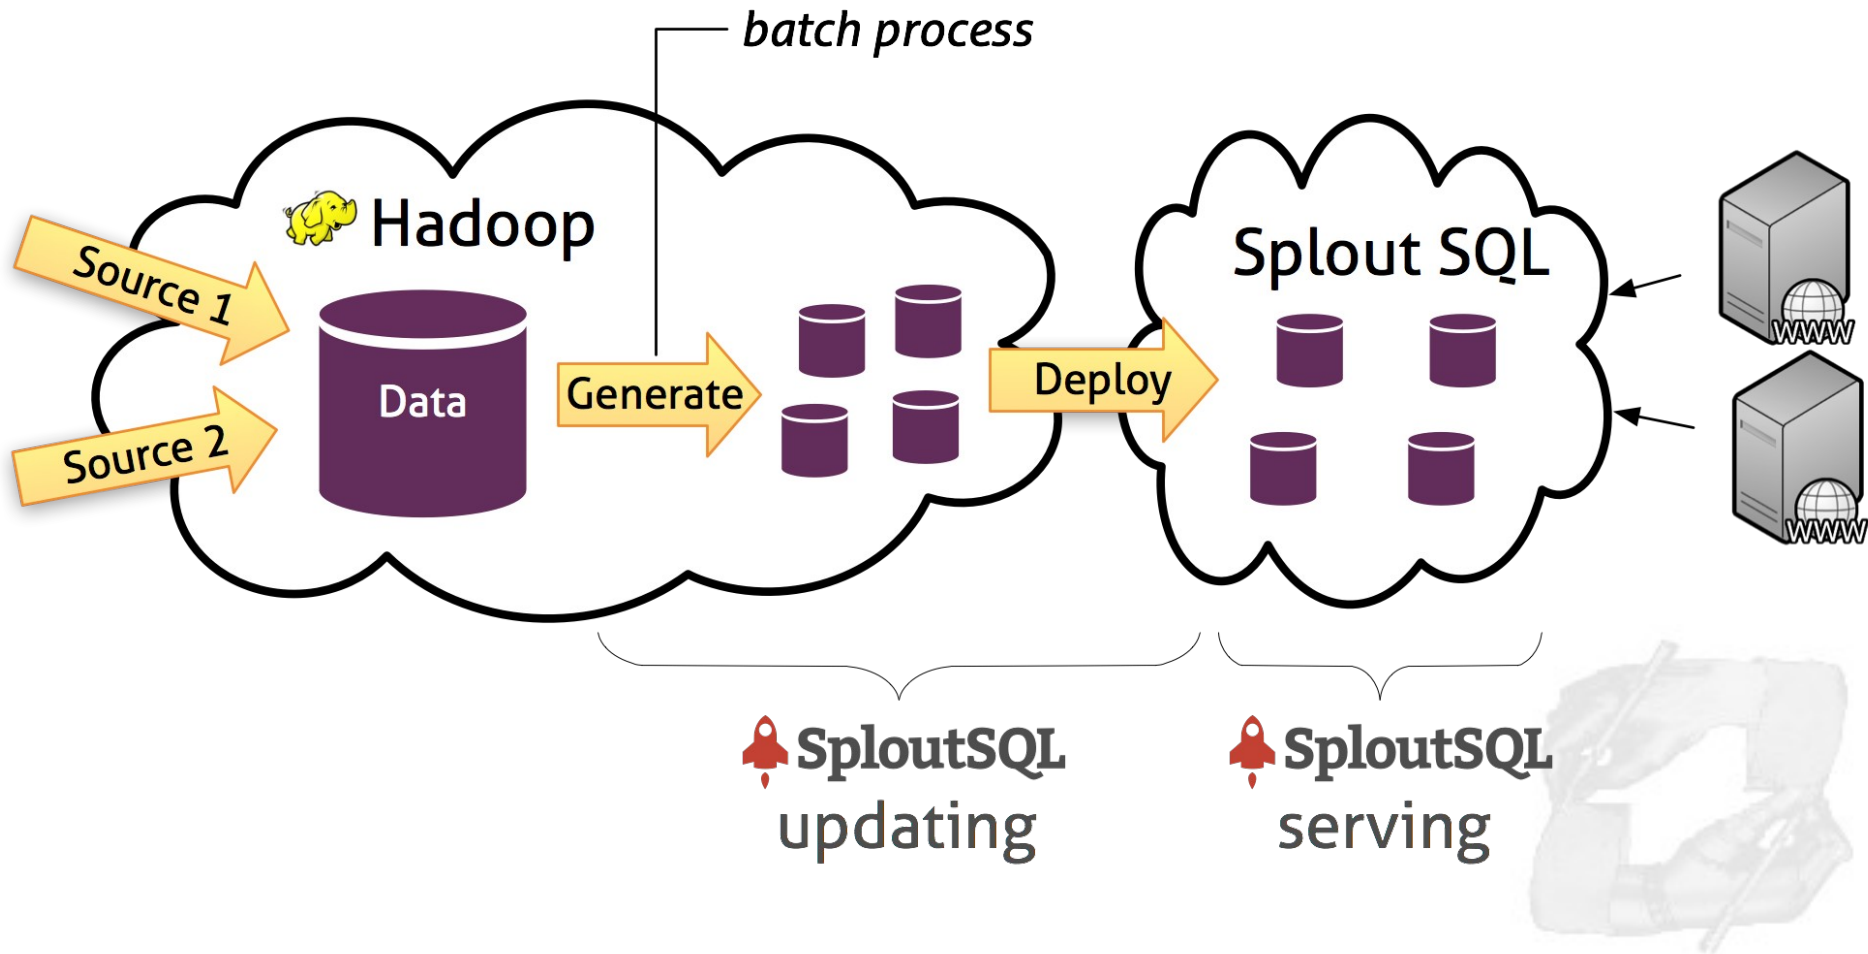 batch process
Hadoop
Splout SQL
Source 1
Source 2
Data
Generate
Deploy
WWW
WWW
SploutSQL
updating
SploutSQL
serving